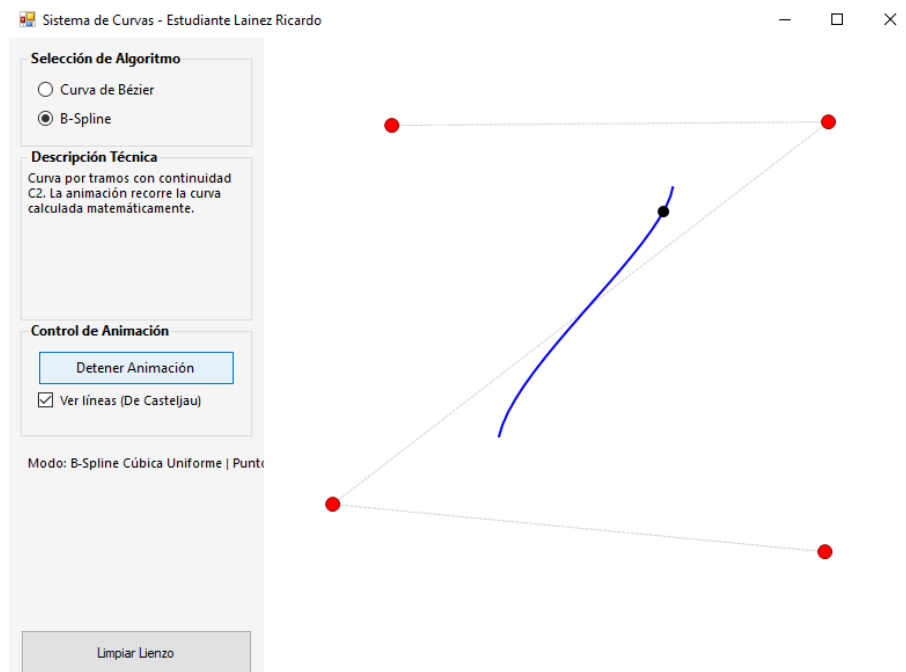 Sistema de Curvas - Estudiante Lainez Ricardo
Selección de Algoritmo
Curva de Bézier
B-Spline
Descripción Técnica
Curva por tramos con continuidad
C2. La animación recorre la curva
calculada matemáticamente.
Control de Animación
Detener Animación
Ver líneas (De Casteljau)
Modo: B-Spline Cúbica Uniforme | Punto
Limpiar Lienzo